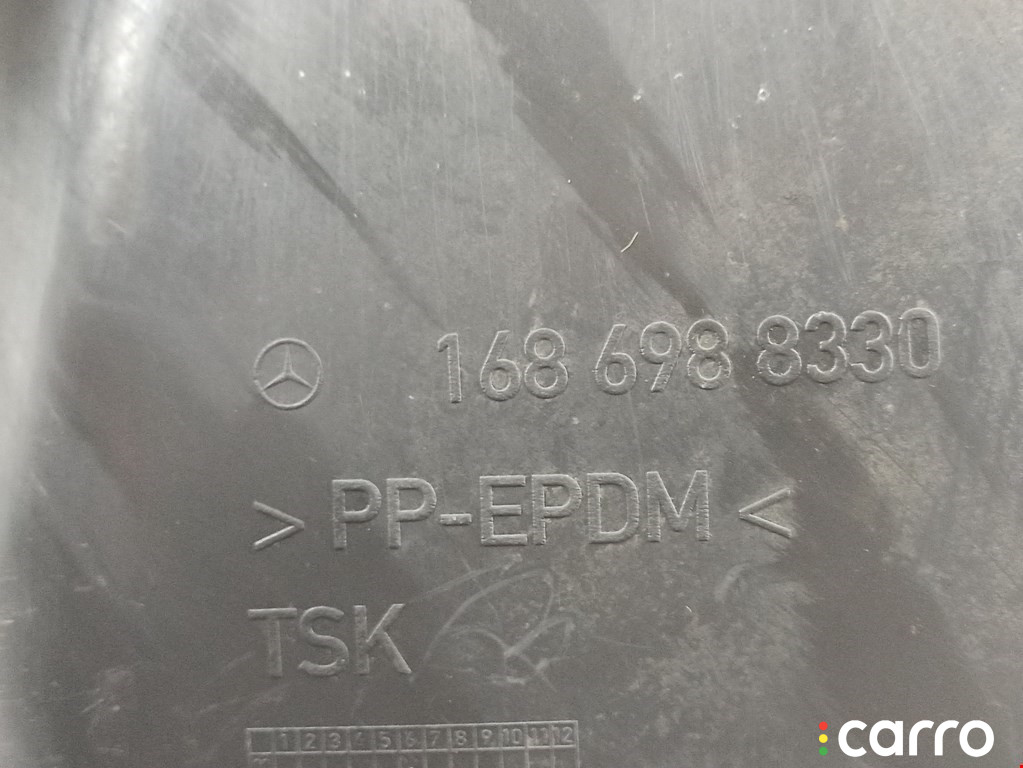 168 698 8330
> PP-EPDM <
TSK
1 2 3 4 5 6 7 8 9 10 11 12
carro